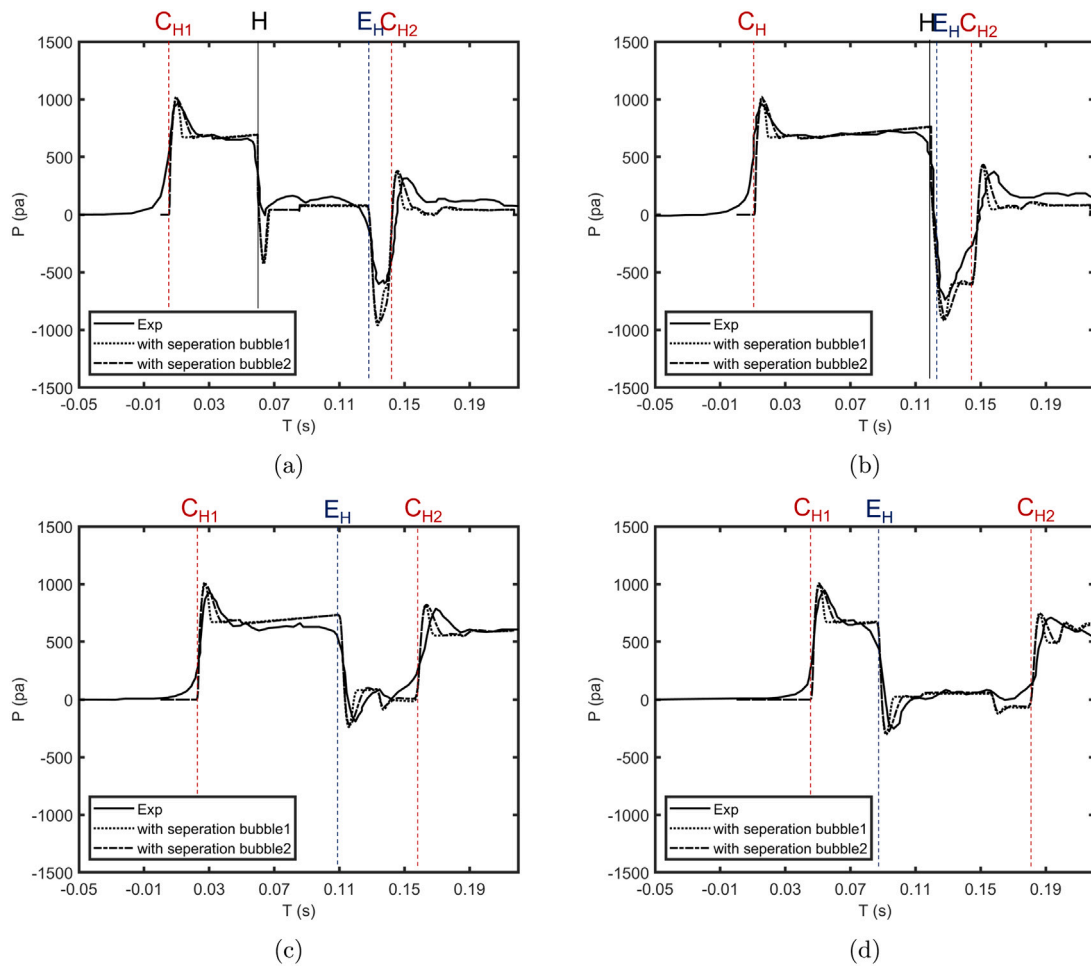 C_H1 H E_H C_H2
1500
1000
500
0
-500
-1000
-1500
P (pa)
Exp
with seperation bubble1
with seperation bubble2
-0.05 -0.01 0.03 0.07 0.11 0.15 0.19
T (s)
(a)
C_H H E_H C_H2
1500
1000
500
0
-500
-1000
-1500
P (pa)
Exp
with seperation bubble1
with seperation bubble2
-0.05 -0.01 0.03 0.07 0.11 0.15 0.19
T (s)
(b)
C_H1 E_H C_H2
1500
1000
500
0
-500
-1000
-1500
P (pa)
Exp
with seperation bubble1
with seperation bubble2
-0.05 -0.01 0.03 0.07 0.11 0.15 0.19
T (s)
(c)
C_H1 E_H C_H2
1500
1000
500
0
-500
-1000
-1500
P (pa)
Exp
with seperation bubble1
with seperation bubble2
-0.05 -0.01 0.03 0.07 0.11 0.15 0.19
T (s)
(d)